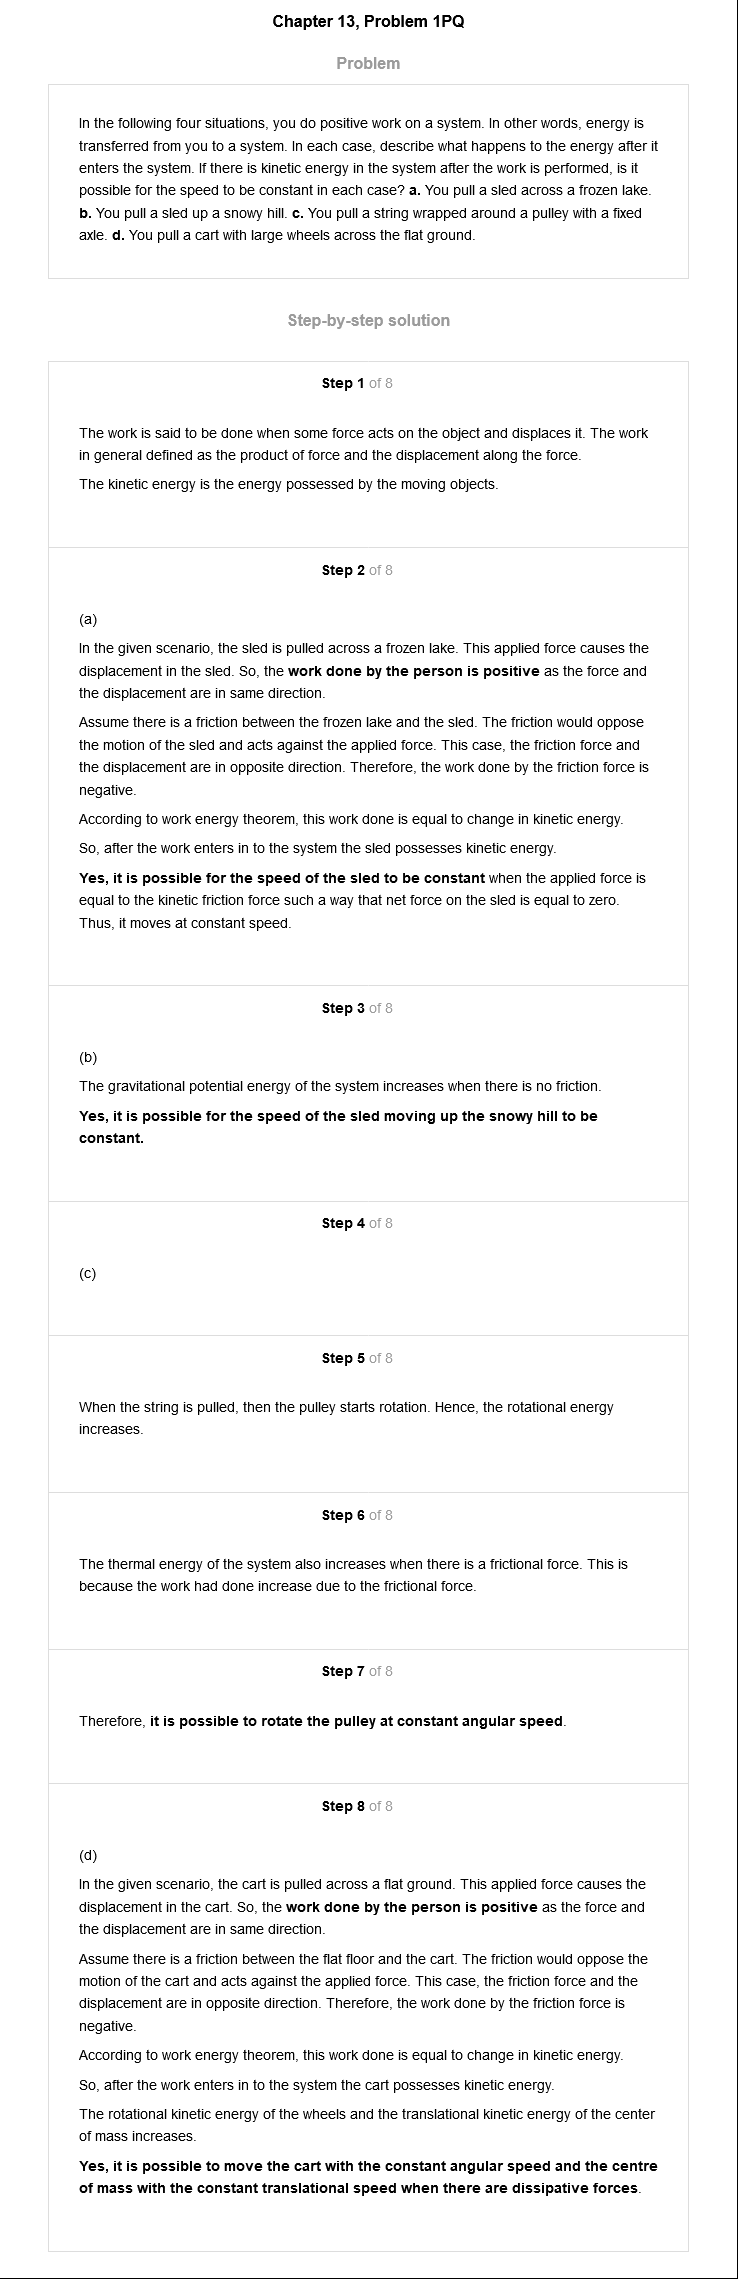 Chapter 13, Problem 1PQ
Problem
In the following four situations, you do positive work on a system. In other words, energy is
transferred from you to a system. In each case, describe what happens to the energy after it
enters the system. If there is kinetic energy in the system after the work is performed, is it
possible for the speed to be constant in each case? a. You pull a sled across a frozen lake.
b. You pull a sled up a snowy hill. c. You pull a string wrapped around a pulley with a fixed
axle. d. You pull a cart with large wheels across the flat ground.
Step-by-step solution
Step 1 of 8
The work is said to be done when some force acts on the object and displaces it. The work
in general defined as the product of force and the displacement along the force.
The kinetic energy is the energy possessed by the moving objects.
Step 2 of 8
(a)
In the given scenario, the sled is pulled across a frozen lake. This applied force causes the
displacement in the sled. So, the work done by the person is positive as the force and
the displacement are in same direction.
Assume there is a friction between the frozen lake and the sled. The friction would oppose
the motion of the sled and acts against the applied force. This case, the friction force and
the displacement are in opposite direction. Therefore, the work done by the friction force is
negative.
According to work energy theorem, this work done is equal to change in kinetic energy.
So, after the work enters in to the system the sled possesses kinetic energy.
Yes, it is possible for the speed of the sled to be constant when the applied force is
equal to the kinetic friction force such a way that net force on the sled is equal to zero.
Thus, it moves at constant speed.
Step 3 of 8
(b)
The gravitational potential energy of the system increases when there is no friction.
Yes, it is possible for the speed of the sled moving up the snowy hill to be
constant.
Step 4 of 8
(c)
Step 5 of 8
When the string is pulled, then the pulley starts rotation. Hence, the rotational energy
increases.
Step 6 of 8
The thermal energy of the system also increases when there is a frictional force. This is
because the work had done increase due to the frictional force.
Step 7 of 8
Therefore, it is possible to rotate the pulley at constant angular speed.
Step 8 of 8
(d)
In the given scenario, the cart is pulled across a flat ground. This applied force causes the
displacement in the cart. So, the work done by the person is positive as the force and
the displacement are in same direction.
Assume there is a friction between the flat floor and the cart. The friction would oppose the
motion of the cart and acts against the applied force. This case, the friction force and the
displacement are in opposite direction. Therefore, the work done by the friction force is
negative.
According to work energy theorem, this work done is equal to change in kinetic energy.
So, after the work enters in to the system the cart possesses kinetic energy.
The rotational kinetic energy of the wheels and the translational kinetic energy of the center
of mass increases.
Yes, it is possible to move the cart with the constant angular speed and the centre
of mass with the constant translational speed when there are dissipative forces.